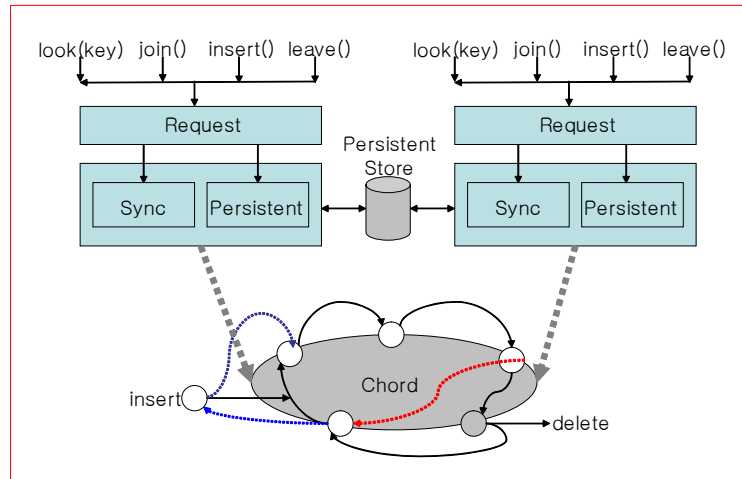 look(key) join() insert() leave()
look(key) join() insert() leave()
Request
Request
Persistent
Store
Sync
Persistent
Sync
Persistent
Chord
insert
delete